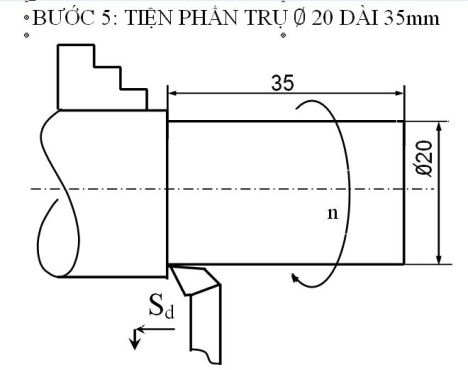 BƯỚC 5: TIỆN PHẦN TRỤ Ø 20 DÀI 35mm
35
Ø20
n
Sd